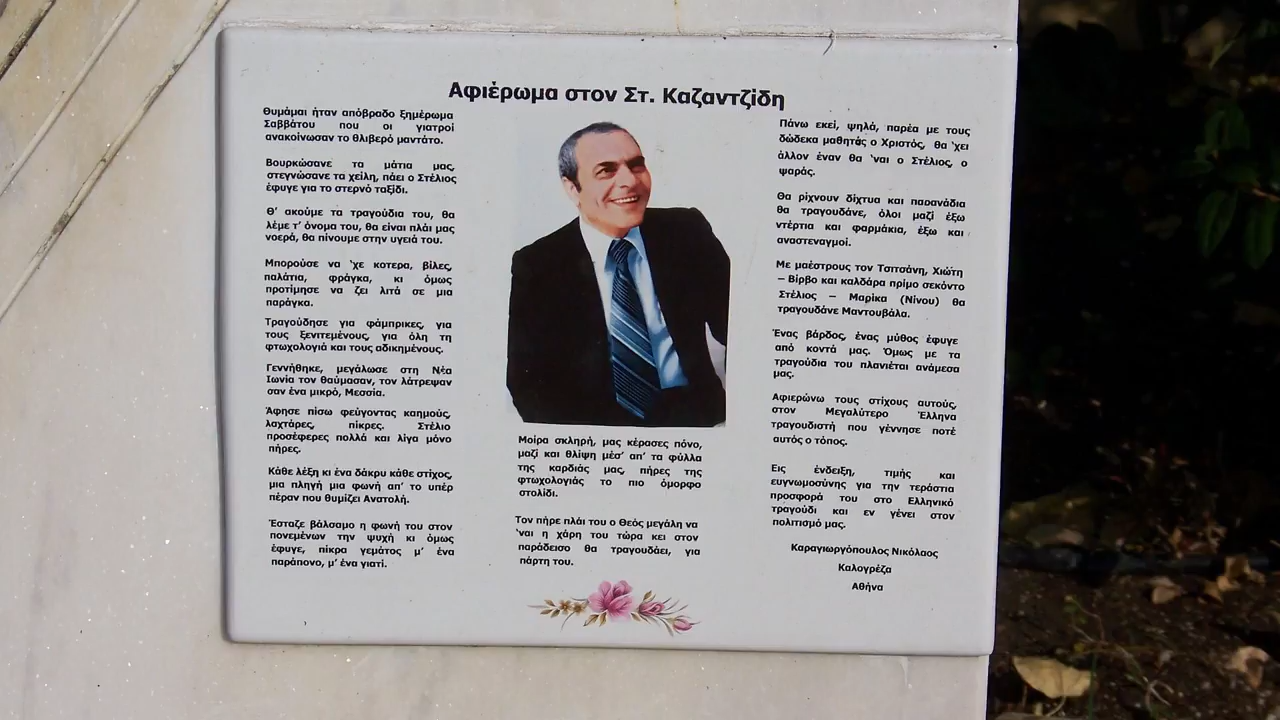 Αφιέρωμα στον Στ. Καζαντζίδη
Θυμάμαι ήταν απόβραδο ξημέρωμα
Σαββάτου που οι γιατροί
ανακοίνωσαν το θλιβερό μαντάτο.
Βουρκώσανε τα μάτια μας,
στεγνώσανε τα χείλη, πάει ο Στέλιος
έφυγε για το στερνό ταξίδι.
Θ' ακούμε τα τραγούδια του, θα
λέμε τ' όνομα του, θα είναι πλάι μας
νοερά, θα πίνουμε στην υγειά του.
Μπορούσε να 'χε κοτερα, βίλες,
παλάτια, φράγκα, κι όμως
προτίμησε να ζει λιτά σε μια
παράγκα.
Τραγούδησε για φάμπρικες, για
τους ξενιτεμένους, για όλη τη
φτωχολογιά και τους αδικημένους.
Γεννήθηκε, μεγάλωσε στη Νέα
Ιωνία τον θαύμασαν, τον λάτρεψαν
σαν ένα μικρό, Μεσσία.
Άφησε πίσω φεύγοντας καημούς,
λαχτάρες, πίκρες. Στέλιο
προσέφερες πολλά και λίγα μόνο
πήρες.
Κάθε λέξη κι ένα δάκρυ κάθε στίχος,
μια πληγή μια φωνή απ' το υπέρ
πέραν που θυμίζει Ανατολή.
Έσταζε βάλσαμο η φωνή του στον
πονεμένων την ψυχή κι όμως
έφυγε, πίκρα γεμάτος μ' ένα
παράπονο, μ' ένα γιατί.
Μοίρα σκληρή, μας κέρασες πόνο,
μαζί και θλίψη μέσ' απ' τα φύλλα
της καρδιάς μας, πήρες της
φτωχολογιάς το πιο όμορφο
στολίδι.
Τον πήρε πλάι του ο Θεός μεγάλη να
'ναι η χάρη του τώρα κει στον
παράδεισο θα τραγουδάει, για
πάρτη του.
Πάνω εκεί, ψηλά, παρέα με τους
δώδεκα μαθητάς ο Χριστός, θα 'χει
άλλον έναν θα 'ναι ο Στέλιος, ο
ψαράς.
Θα ρίχνουν δίχτυα και παρανάδια
θα τραγουδάνε, όλοι μαζί έξω
ντέρτια και φαρμάκια, έξω και
αναστεναγμοί.
Με μαέστρους τον Τσιτσάνη, Χιώτη
– Βίρβο και καλδάρα πρίμο σεκόντο
Στέλιος – Μαρίκα (Νίνου) θα
τραγουδάνε Μαντουβάλα.
Ένας βάρδος, ένας μύθος έφυγε
από κοντά μας. Όμως με τα
τραγούδια του πλανιέται ανάμεσα
μας.
Αφιερώνω τους στίχους αυτούς,
στον Μεγαλύτερο Έλληνα
τραγουδιστή που γέννησε ποτέ
αυτός ο τόπος.
Εις ένδειξη, τιμής και
ευγνωμοσύνης για την τεράστια
προσφορά του στο Ελληνικό
τραγούδι και εν γένει στον
πολιτισμό μας.
Καραγιωργόπουλος Νικόλαος
Καλογρέζα
Αθήνα